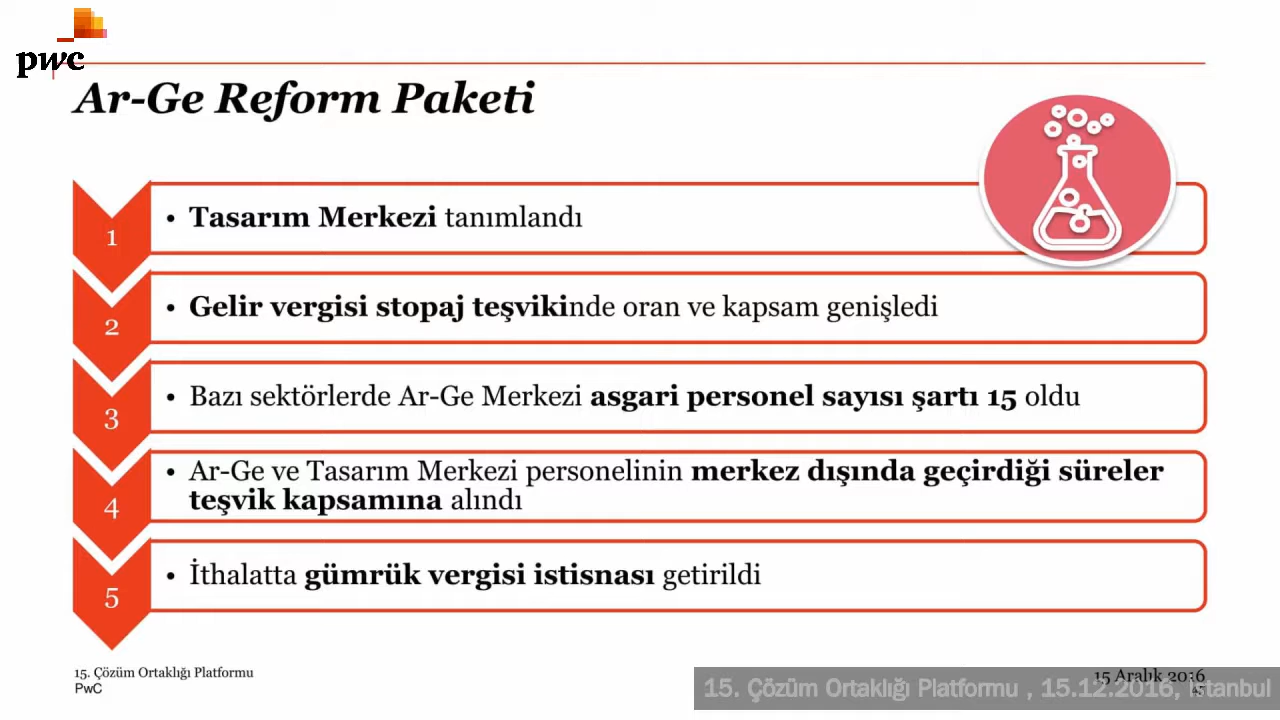 pwc
Ar-Ge Reform Paketi
1
• Tasarım Merkezi tanımlandı
2
• Gelir vergisi stopaj teşvikinde oran ve kapsam genişledi
3
• Bazı sektörlerde Ar-Ge Merkezi asgari personel sayısı şartı 15 oldu
4
• Ar-Ge ve Tasarım Merkezi personelinin merkez dışında geçirdiği süreler
teşvik kapsamına alındı
5
• İthalatta gümrük vergisi istisnası getirildi
15. Çözüm Ortaklığı Platformu
PwC
15 Aralık 2016
15. Çözüm Ortaklığı Platformu , 15.12.2016, İstanbul